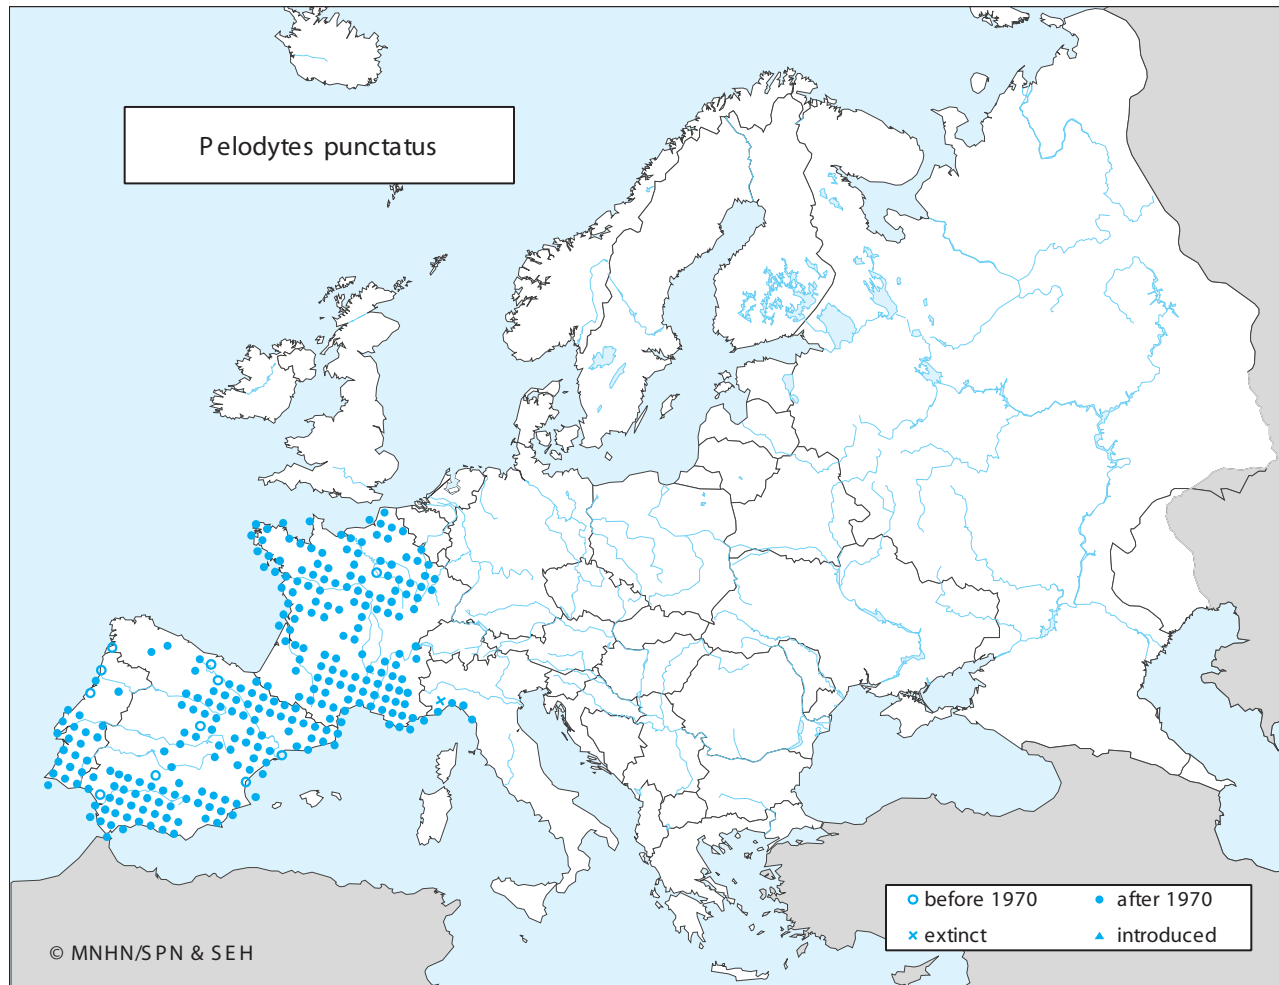 Pelodytes punctatus
before 1970
after 1970
extinct
introduced
© MNHN/SPN & SEH